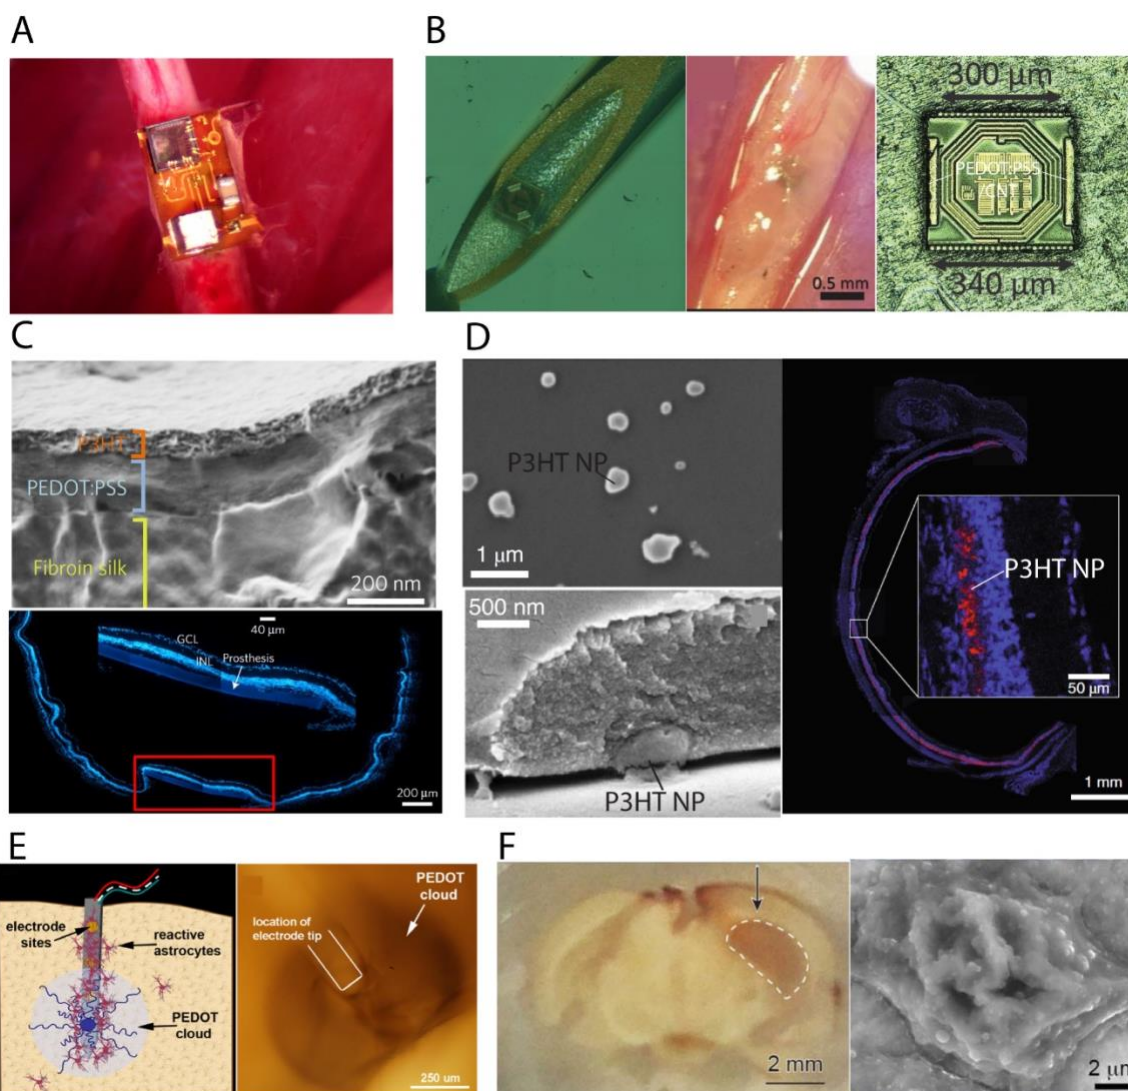 A
B
0.5 mm
300 µm
PEDOT:PSS
/CNT
340 µm
C
P3HT
PEDOT:PSS
Fibroin silk
200 nm
40 µm
GCL
INL
Prosthesis
200 µm
D
P3HT NP
1 µm
500 nm
P3HT NP
P3HT NP
50 µm
1 mm
E
electrode
sites
reactive
astrocytes
PEDOT
cloud
PEDOT
cloud
location of
electrode tip
250 um
F
2 mm
2 µm